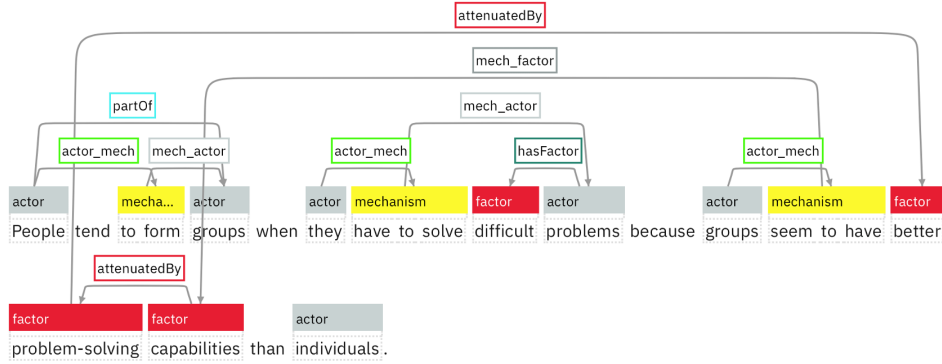 attenuatedBy
mech_factor
partOf mech_actor
actor_mech mech_actor actor_mech hasFactor actor_mech
actor mecha... actor actor mechanism factor actor actor mechanism factor
People tend to form groups when they have to solve difficult problems because groups seem to have better
attenuatedBy
factor factor actor
problem-solving capabilities than individuals.